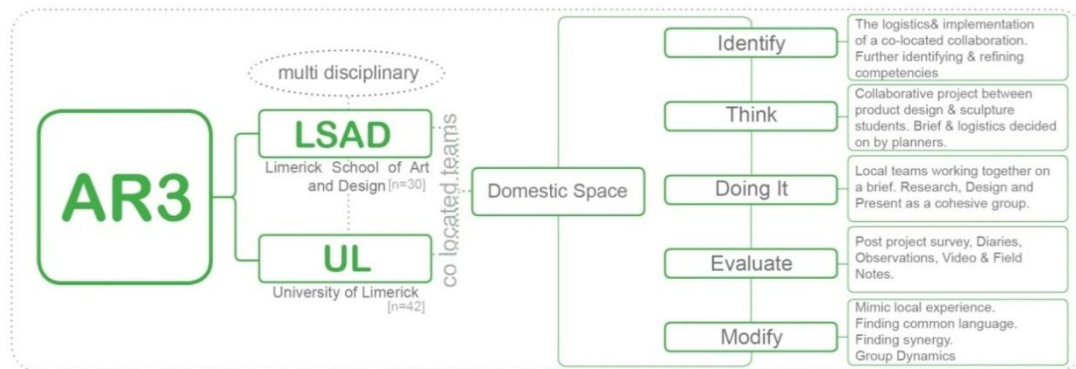 AR3
multi disciplinary
LSAD
Limerick School of Art
and Design [n=30]
UL
University of Limerick
[n=42]
co located teams
Domestic Space
Identify
The logistics& implementation
of a co-located collaboration.
Further identifying & refining
competencies
Think
Collaborative project between
product design & sculpture
students. Brief & logistics decided
on by planners.
Doing It
Local teams working together on
a brief. Research, Design and
Present as a cohesive group.
Evaluate
Post project survey, Diaries,
Observations, Video & Field
Notes.
Modify
Mimic local experience.
Finding common language.
Finding synergy.
Group Dynamics